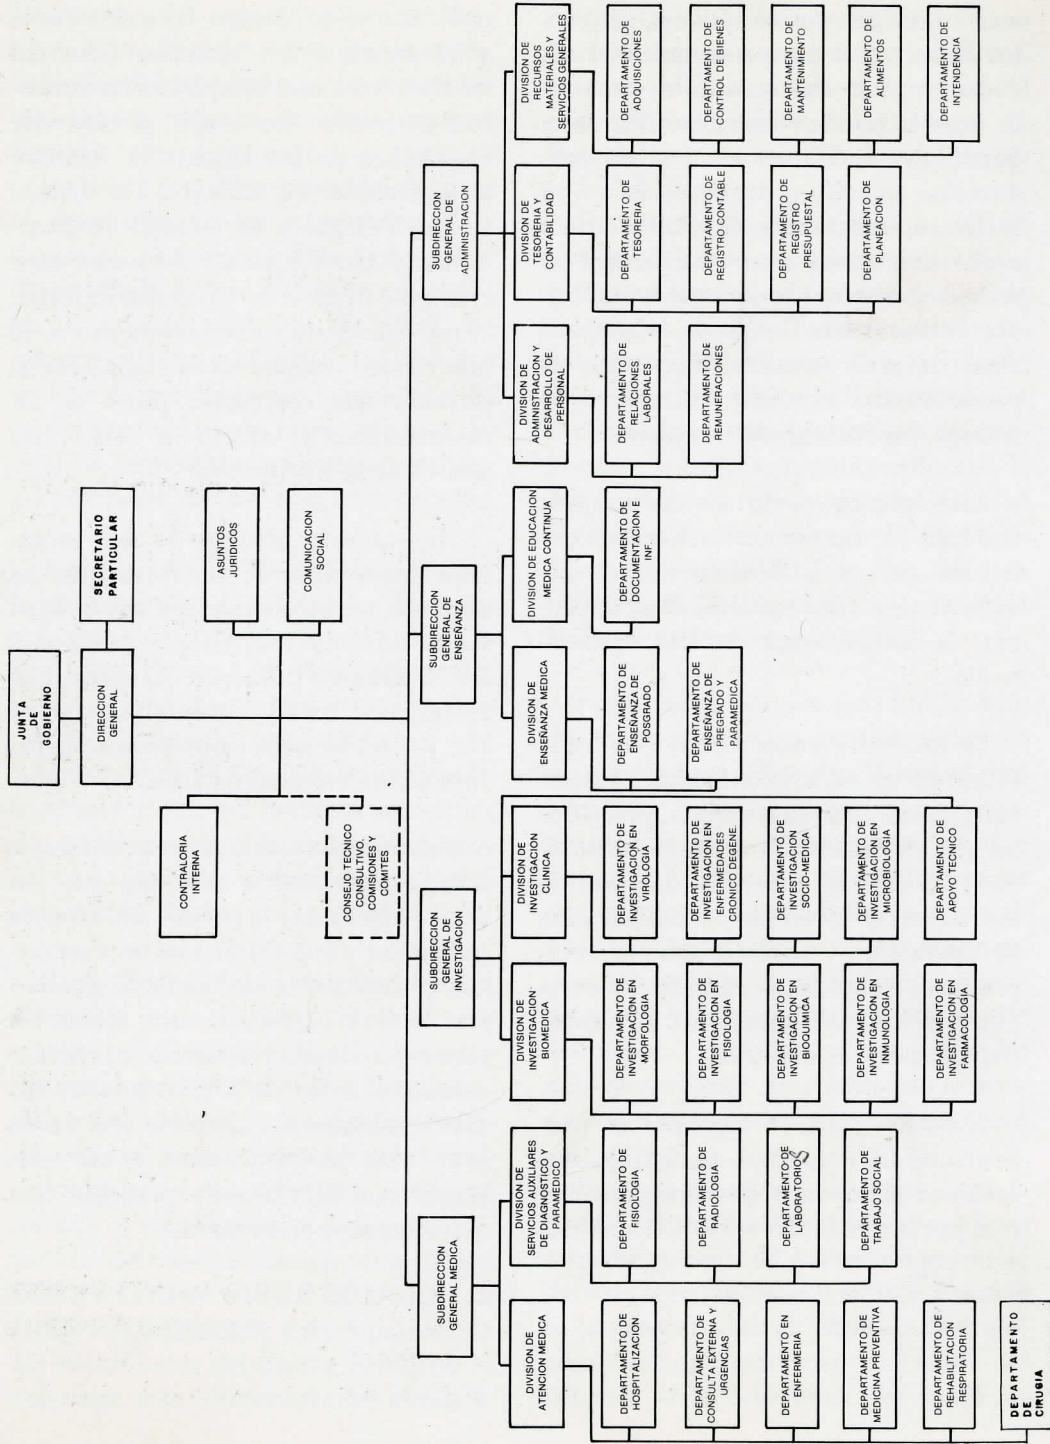 JUNTA
DE
GOBIERNO
DIRECCION
GENERAL
SECRETARIO
PARTICULAR
CONTRALORIA
INTERNA
ASUNTOS
JURIDICOS
CONSEJO TECNICO
CONSULTIVO.
COMISIONES Y
COMITES
COMUNICACION
SOCIAL
SUBDIRECCION
GENERAL MEDICA
SUBDIRECCION
GENERAL DE
INVESTIGACION
SUBDIRECCION
GENERAL DE
ENSEÑANZA
SUBDIRECCION
GENERAL DE
ADMINISTRACION
DIVISION DE
ATENCION MEDICA
DEPARTAMENTO DE
HOSPITALIZACION
DEPARTAMENTO DE
CONSULTA EXTERNA Y
URGENCIAS
DEPARTAMENTO EN
ENFERMERIA
DEPARTAMENTO DE
MEDICINA PREVENTIVA
DEPARTAMENTO DE
REHABILITACION
RESPIRATORIA
DEPARTAMENTO
DE
CIRUGIA
DIVISION DE
SERVICIOS AUXILIARES
DE DIAGNOSTICO Y
PARAMEDICO
DEPARTAMENTO DE
FISIOLOGIA
DEPARTAMENTO DE
RADIOLOGIA
DEPARTAMENTO DE
LABORATORIOS
DEPARTAMENTO DE
TRABAJO SOCIAL
DIVISION DE
INVESTIGACION
BIOMEDICA
DEPARTAMENTO DE
INVESTIGACION EN
MORFOLOGIA
DEPARTAMENTO DE
INVESTIGACION EN
FISIOLOGIA
DEPARTAMENTO DE
INVESTIGACION EN
BIOQUIMICA
DEPARTAMENTO DE
INVESTIGACION EN
INMUNOLOGIA
DEPARTAMENTO DE
INVESTIGACION EN
FARMACOLOGIA
DIVISION DE
INVESTIGACION
CLINICA
DEPARTAMENTO DE
INVESTIGACION EN
VIROLOGIA
DEPARTAMENTO DE
INVESTIGACION EN
ENFERMEDADES
CRONICO DEGENE.
DEPARTAMENTO DE
INVESTIGACION
SOCIO-MEDICA
DEPARTAMENTO DE
INVESTIGACION EN
MICROBIOLOGIA
DEPARTAMENTO DE
APOYO TECNICO
DIVISION DE
ENSEÑANZA MEDICA
DEPARTAMENTO DE
ENSEÑANZA DE
POSGRADO
DEPARTAMENTO DE
ENSEÑANZA DE
PREGRADO Y
PARAMEDICA
DIVISION DE EDUCACION
MEDICA CONTINUA
DEPARTAMENTO DE
DOCUMENTACION E
INF.
DIVISION DE
ADMINISTRACION Y
DESARROLLO DE
PERSONAL
DEPARTAMENTO DE
RELACIONES
LABORALES
DEPARTAMENTO DE
REMUNERACIONES
DIVISION DE
TESORERIA Y
CONTABILIDAD
DEPARTAMENTO DE
TESORERIA
DEPARTAMENTO DE
REGISTRO CONTABLE
DEPARTAMENTO DE
REGISTRO
PRESUPUESTAL
DEPARTAMENTO DE
PLANEACION
DIVISION DE
RECURSOS
MATERIALES Y
SERVICIOS GENERALES
DEPARTAMENTO DE
ADQUISICIONES
DEPARTAMENTO DE
CONTROL DE BIENES
DEPARTAMENTO DE
MANTENIMIENTO
DEPARTAMENTO DE
ALIMENTOS
DEPARTAMENTO DE
INTENDENCIA